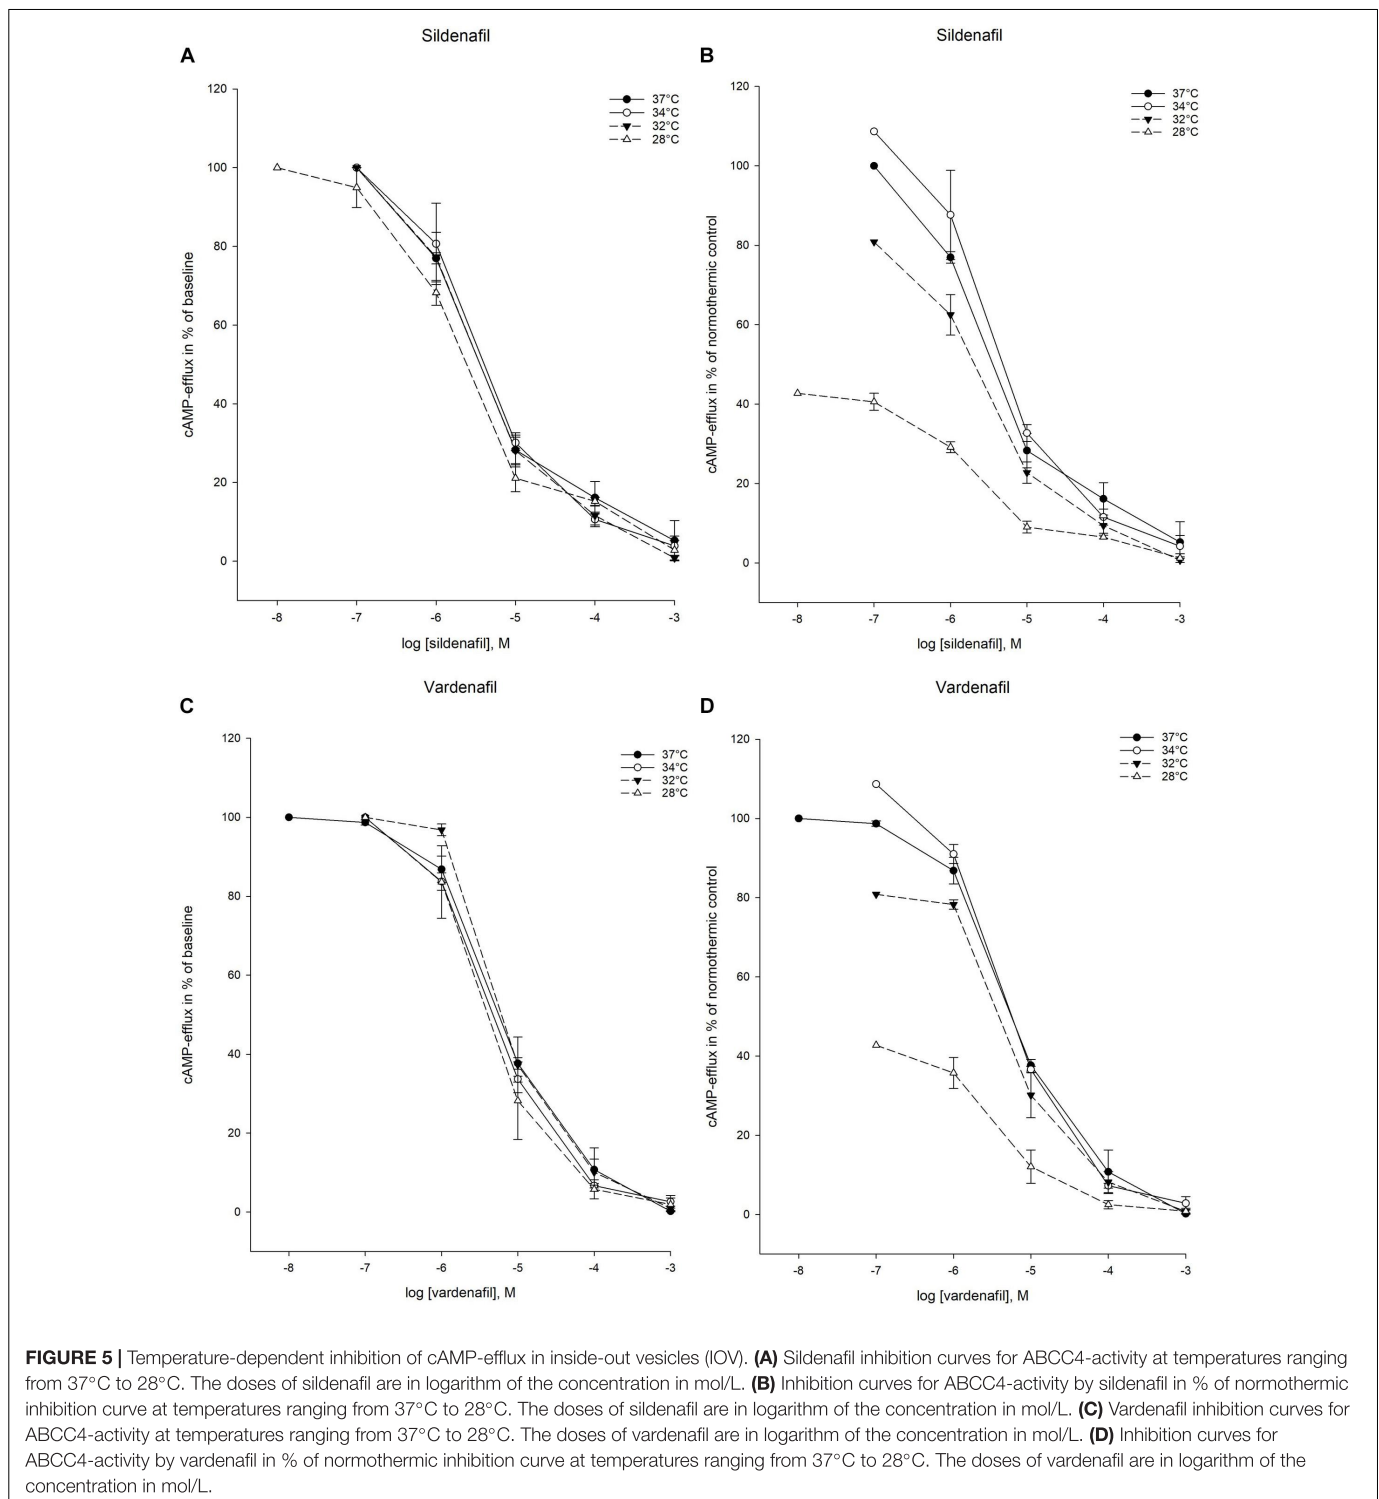 Sildenafil
A
120
100
80
60
40
20
0
cAMP-efflux in % of baseline
37°C
34°C
32°C
28°C
-8 -7 -6 -5 -4 -3
log [sildenafil], M
Sildenafil
B
120
100
80
60
40
20
0
cAMP-efflux in % of normothermic control
37°C
34°C
32°C
28°C
-8 -7 -6 -5 -4 -3
log [sildenafil], M
Vardenafil
C
120
100
80
60
40
20
0
cAMP-efflux in % of baseline
37°C
34°C
32°C
28°C
-8 -7 -6 -5 -4 -3
log [vardenafil], M
Vardenafil
D
120
100
80
60
40
20
0
cAMP-efflux in % of normothermic control
37°C
34°C
32°C
28°C
-8 -7 -6 -5 -4 -3
log [vardenafil], M
FIGURE 5 | Temperature-dependent inhibition of cAMP-efflux in inside-out vesicles (IOV). (A) Sildenafil inhibition curves for ABCC4-activity at temperatures ranging
from 37°C to 28°C. The doses of sildenafil are in logarithm of the concentration in mol/L. (B) Inhibition curves for ABCC4-activity by sildenafil in % of normothermic
inhibition curve at temperatures ranging from 37°C to 28°C. The doses of sildenafil are in logarithm of the concentration in mol/L. (C) Vardenafil inhibition curves for
ABCC4-activity at temperatures ranging from 37°C to 28°C. The doses of vardenafil are in logarithm of the concentration in mol/L. (D) Inhibition curves for
ABCC4-activity by vardenafil in % of normothermic inhibition curve at temperatures ranging from 37°C to 28°C. The doses of vardenafil are in logarithm of the
concentration in mol/L.